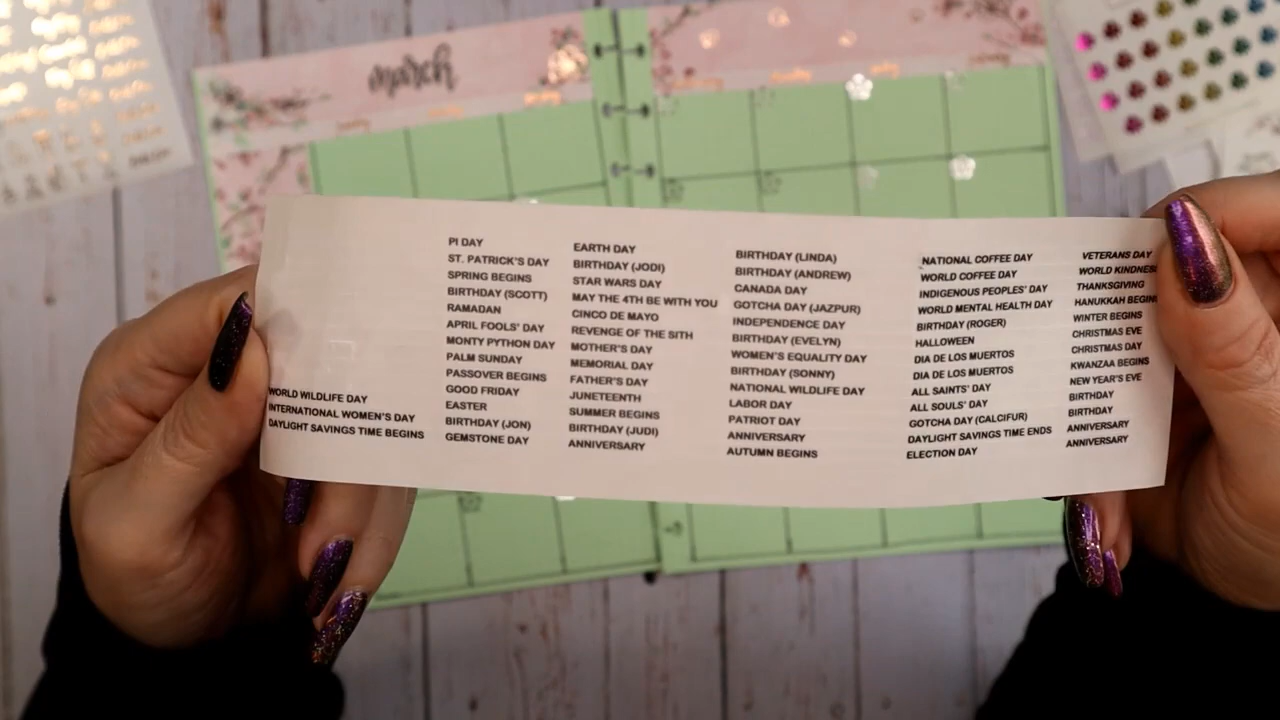 march
WORLD WILDLIFE DAY
INTERNATIONAL WOMEN'S DAY
DAYLIGHT SAVINGS TIME BEGINS
PI DAY
ST. PATRICK'S DAY
SPRING BEGINS
BIRTHDAY (SCOTT)
RAMADAN
APRIL FOOLS' DAY
MONTY PYTHON DAY
PALM SUNDAY
PASSOVER BEGINS
GOOD FRIDAY
EASTER
BIRTHDAY (JON)
GEMSTONE DAY
EARTH DAY
BIRTHDAY (JODI)
STAR WARS DAY
MAY THE 4TH BE WITH YOU
CINCO DE MAYO
REVENGE OF THE SITH
MOTHER'S DAY
MEMORIAL DAY
FATHER'S DAY
JUNETEENTH
SUMMER BEGINS
BIRTHDAY (JUDI)
ANNIVERSARY
BIRTHDAY (LINDA)
BIRTHDAY (ANDREW)
CANADA DAY
GOTCHA DAY (JAZPUR)
INDEPENDENCE DAY
BIRTHDAY (EVELYN)
WOMEN'S EQUALITY DAY
BIRTHDAY (SONNY)
NATIONAL WILDLIFE DAY
LABOR DAY
PATRIOT DAY
ANNIVERSARY
AUTUMN BEGINS
NATIONAL COFFEE DAY
WORLD COFFEE DAY
INDIGENOUS PEOPLES' DAY
WORLD MENTAL HEALTH DAY
BIRTHDAY (ROGER)
HALLOWEEN
DIA DE LOS MUERTOS
DIA DE LOS MUERTOS
ALL SAINTS' DAY
ALL SOULS' DAY
GOTCHA DAY (CALCIFUR)
DAYLIGHT SAVINGS TIME ENDS
ELECTION DAY
VETERANS DAY
WORLD KINDNES
THANKSGIVING
HANUKKAH BEGIN
WINTER BEGINS
CHRISTMAS EVE
CHRISTMAS DAY
KWANZAA BEGINS
NEW YEAR'S EVE
BIRTHDAY
BIRTHDAY
ANNIVERSARY
ANNIVERSARY